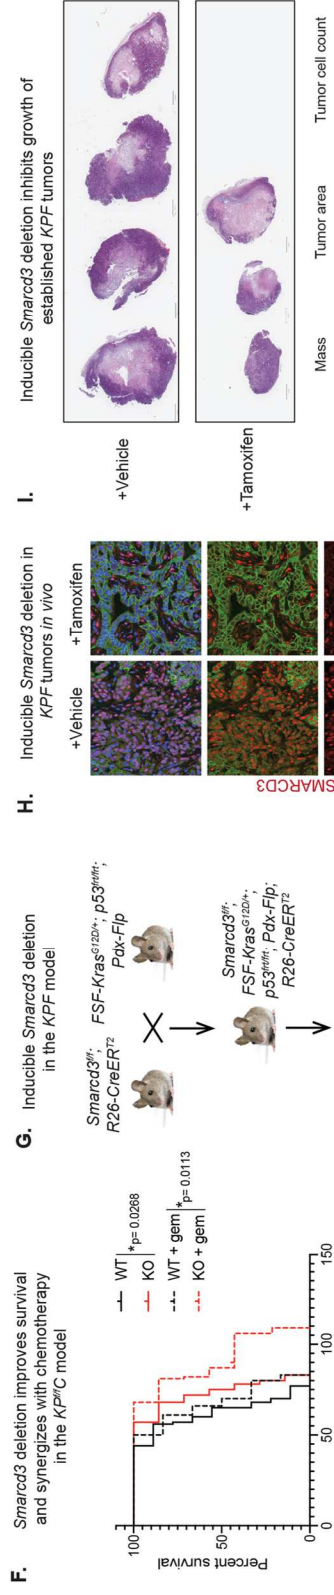 F.
Smarcd3 deletion improves survival
and synergizes with chemotherapy
in the KPf/fC model
Percent survival
100
50
0
0
50
100
150
WT
KO
*p= 0.0268
WT + gem
KO + gem
*p= 0.0113
G.
Inducible Smarcd3 deletion
in the KPF model
Smarcd3f/f;
R26-CreERT2
FSF-KrasG12D/+; p53frt/frt;
Pdx-Flp
Smarcd3f/f;
FSF-KrasG12D/+;
p53frt/frt; Pdx-Flp;
R26-CreERT2
H.
Inducible Smarcd3 deletion in
KPF tumors in vivo
+Vehicle
+Tamoxifen
SMARCD3
I.
Inducible Smarcd3 deletion inhibits growth of
established KPF tumors
+Vehicle
+Tamoxifen
Mass
Tumor area
Tumor cell count